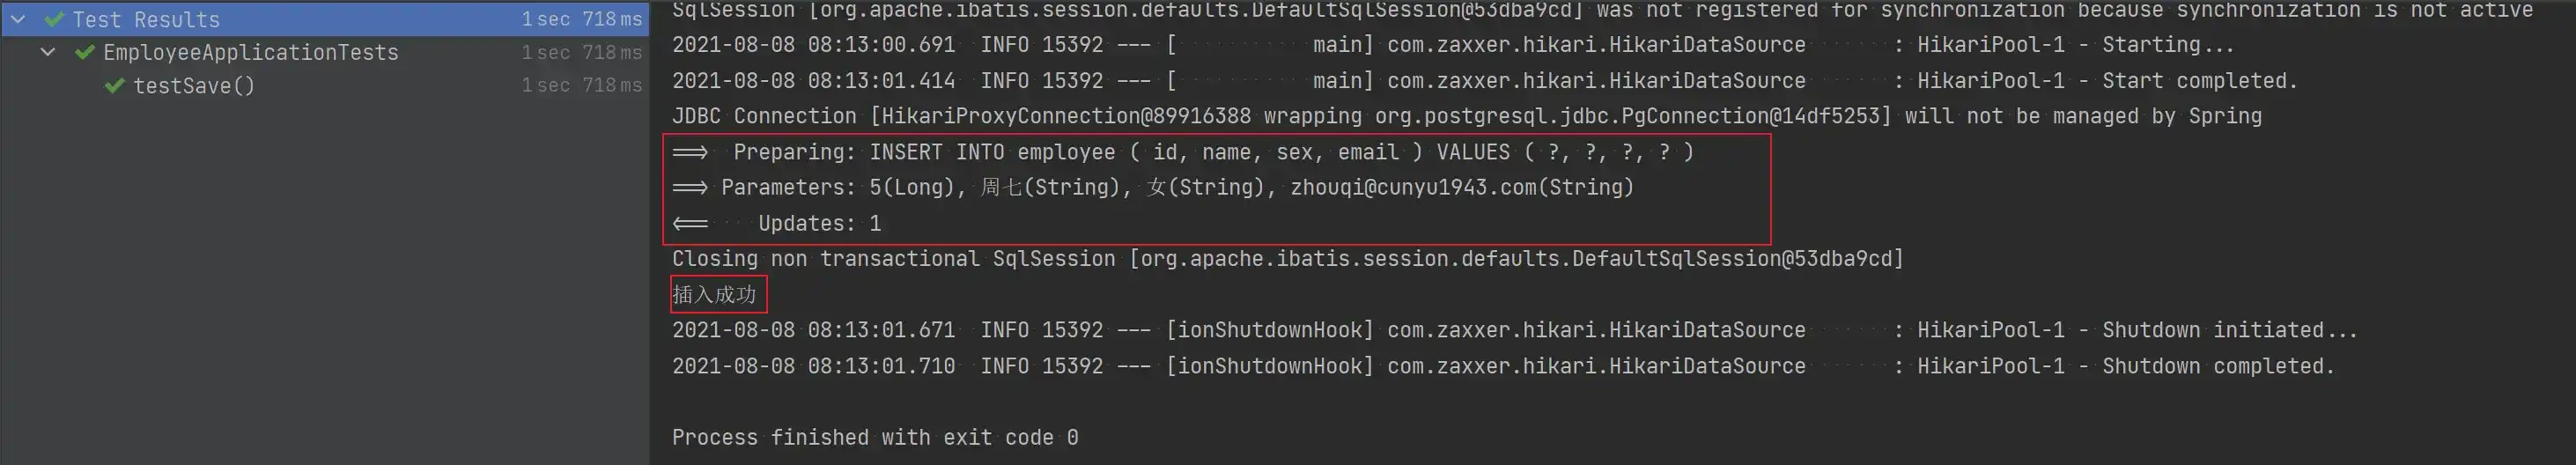 Test Results 1 sec 718 ms
EmployeeApplicationTests 1 sec 718 ms
testSave() 1 sec 718 ms
SqlSession [org.apache.ibatis.session.defaults.DefaultSqlSession@53dba9cd] was not registered for synchronization because synchronization is not active
2021-08-08 08:13:00.691  INFO 15392 --- [           main] com.zaxxer.hikari.HikariDataSource       : HikariPool-1 - Starting...
2021-08-08 08:13:01.414  INFO 15392 --- [           main] com.zaxxer.hikari.HikariDataSource       : HikariPool-1 - Start completed.
JDBC Connection [HikariProxyConnection@89916388 wrapping org.postgresql.jdbc.PgConnection@14df5253] will not be managed by Spring
==>  Preparing: INSERT INTO employee ( id, name, sex, email ) VALUES ( ?, ?, ?, ? )
==> Parameters: 5(Long), 周七(String), 女(String), zhouqi@cunyu1943.com(String)
<==    Updates: 1
Closing non transactional SqlSession [org.apache.ibatis.session.defaults.DefaultSqlSession@53dba9cd]
插入成功
2021-08-08 08:13:01.671  INFO 15392 --- [ionShutdownHook] com.zaxxer.hikari.HikariDataSource       : HikariPool-1 - Shutdown initiated...
2021-08-08 08:13:01.710  INFO 15392 --- [ionShutdownHook] com.zaxxer.hikari.HikariDataSource       : HikariPool-1 - Shutdown completed.
Process finished with exit code 0